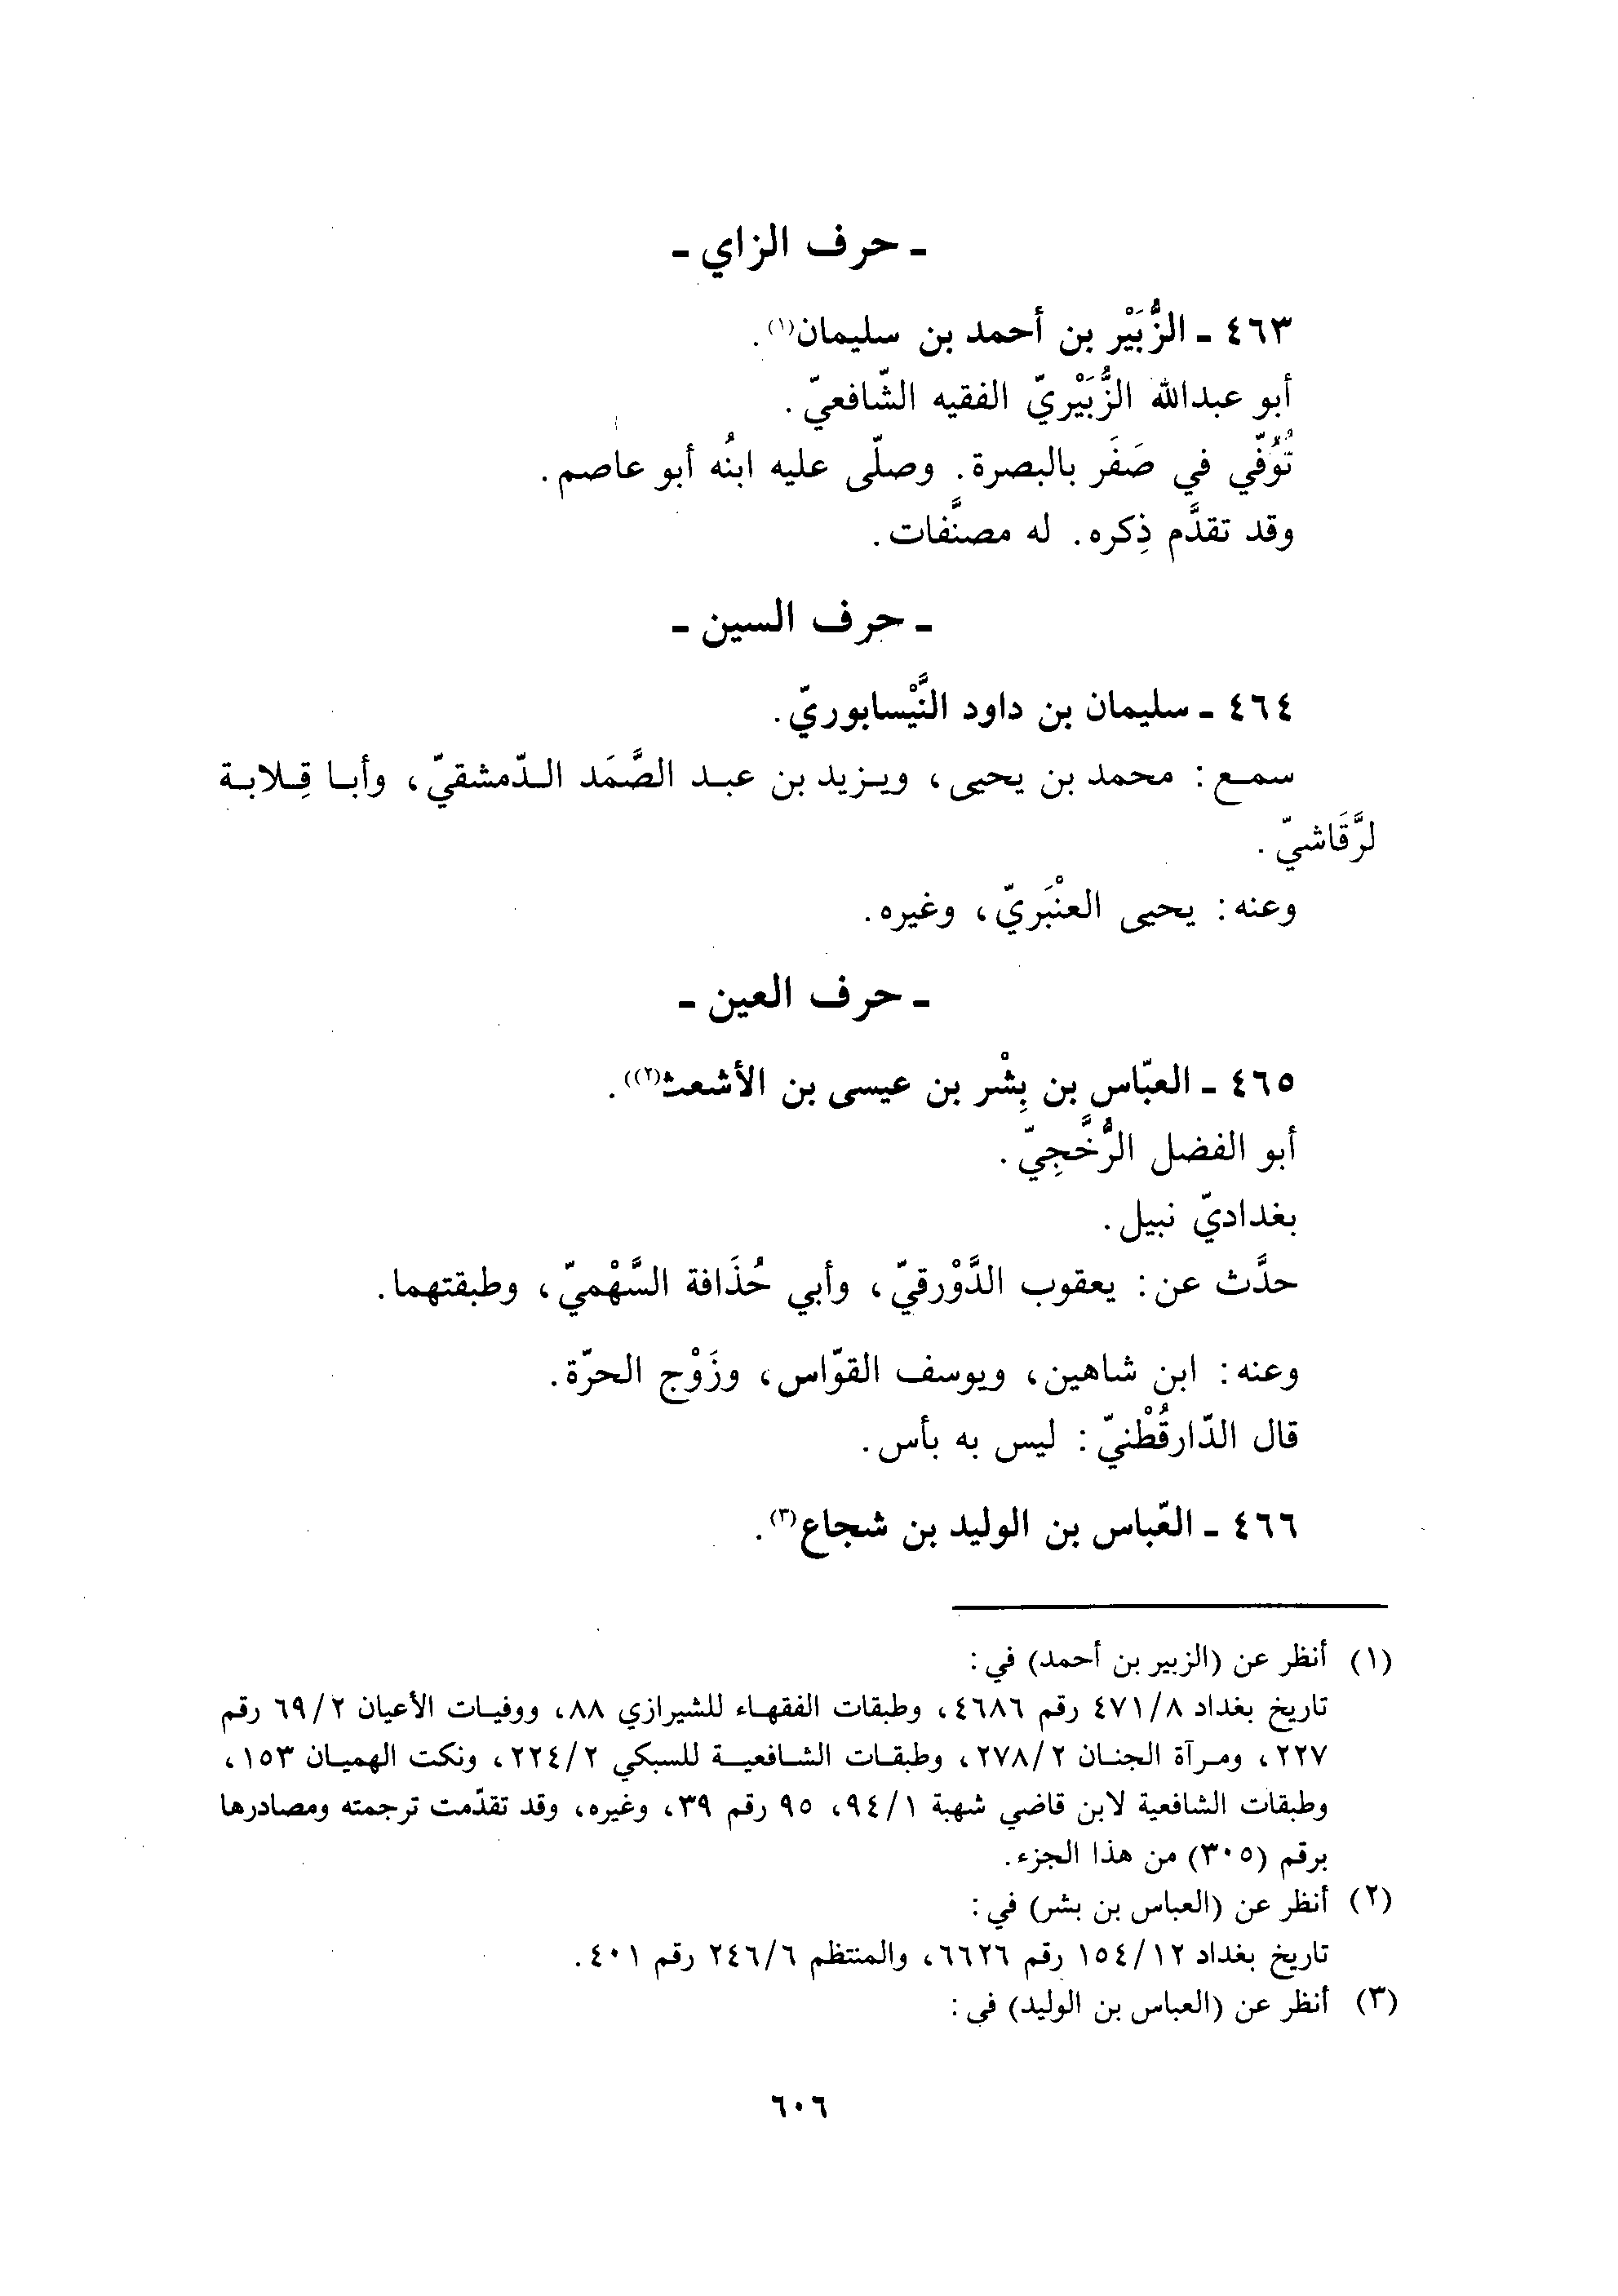 ـ حرف الزاي ـ
٤٦٣ ـ الزُّبَيْر بن أحمد بن سليمان(١).
أبو عبدالله الزُّبَيْريّ الفقيه الشّافعيّ.
تُوُفّي في صَفَر بالبصرة. وصلّى عليه ابنُه أبو عاصم.
وقد تقدَّم ذِكره. له مصنَّفات.
ـ حرف السين ـ
٤٦٤ ـ سليمان بن داود النَّيْسابوريّ.
سمع: محمد بن يحيى، ويزيد بن عبد الصَّمَد الدّمشقيّ، وأبا قِلابة
لرَّقَاشيّ.
وعنه: يحيى العنْبَريّ، وغيره.
ـ حرف العين ـ
٤٦٥ ـ العبّاس بن بِشْر بن عيسى بن الأشعث(٢)).
أبو الفضل الرُّخَّجِيّ.
بغداديّ نبيل.
حدَّث عن: يعقوب الدَّوْرقيّ، وأبي حُذَافة السَّهْميّ، وطبقتهما.
وعنه: ابن شاهين، ويوسف القوّاس، وزَوْج الحرّة.
قال الدّارقُطْنيّ: ليس به بأس.
٤٦٦ ـ العّباس بن الوليد بن شجاع(٣).
(١) أنظر عن (الزبير بن أحمد) في:
تاريخ بغداد ٤٧١/٨ رقم ٤٦٨٦، وطبقات الفقهاء للشيرازي ٨٨، ووفيات الأعيان ٦٩/٢ رقم
٢٢٧، ومرآة الجنان ٢٧٨/٢، وطبقات الشافعية للسبكي ٢٢٤/٢، ونكت الهميان ١٥٣،
وطبقات الشافعية لابن قاضي شهبة ٩٤/١، ٩٥ رقم ٣٩، وغيره، وقد تقدّمت ترجمته ومصادرها
برقم (٣٠٥) من هذا الجزء.
(٢) أنظر عن (العباس بن بشر) في:
تاريخ بغداد ١٥٤/١٢ رقم ٦٦٢٦، والمنتظم ٢٤٦/٦ رقم ٤٠١.
(٣) أنظر عن (العباس بن الوليد) في:
٦٠٦